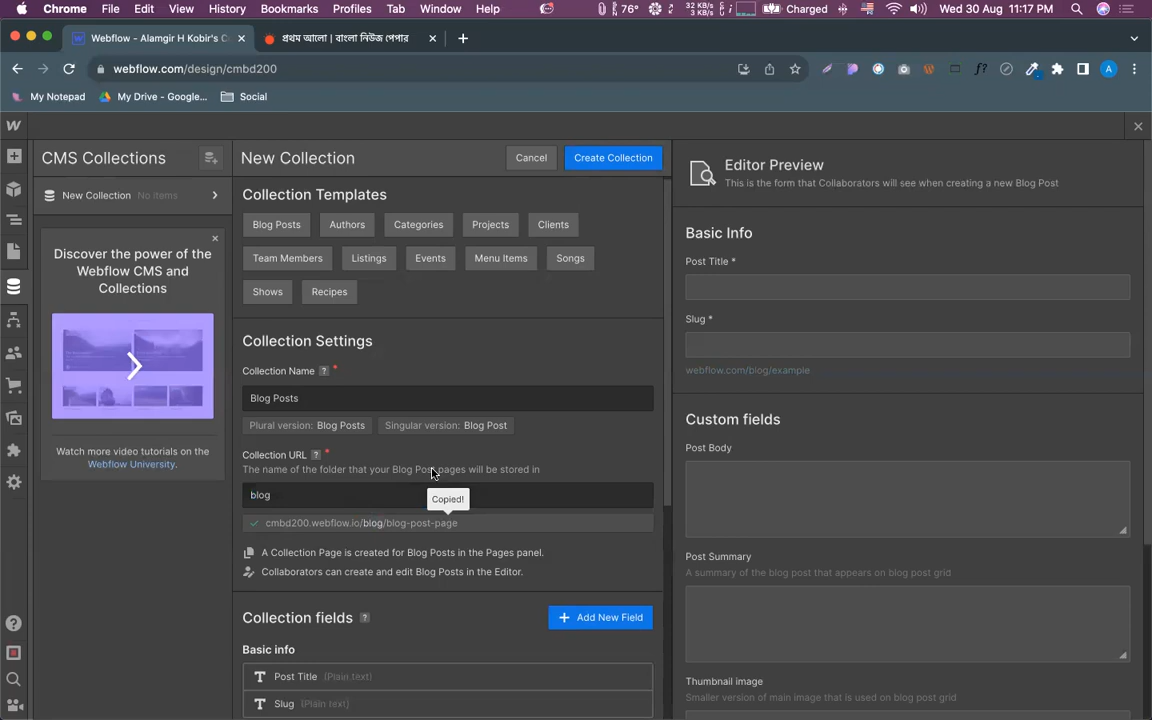 Chrome File Edit View History Bookmarks Profiles Tab Window Help 76° 32 KB/s 3 KB/s Charged Wed 30 Aug 11:17 PM
Webflow - Alamgir H Kobir's C প্রথম আলো | বাংলা নিউজ পেপার
webflow.com/design/cmbd200 f? A
My Notepad My Drive - Google... Social
CMS Collections
New Collection No items
Discover the power of the
Webflow CMS and
Collections
Watch more video tutorials on the
Webflow University.
New Collection Cancel Create Collection
Collection Templates
Blog Posts Authors Categories Projects Clients
Team Members Listings Events Menu Items Songs
Shows Recipes
Collection Settings
Collection Name ? *
Blog Posts
Plural version: Blog Posts Singular version: Blog Post
Collection URL ? *
The name of the folder that your Blog Post pages will be stored in
blog
Copied!
cmbd200.webflow.io/blog/blog-post-page
A Collection Page is created for Blog Posts in the Pages panel.
Collaborators can create and edit Blog Posts in the Editor.
Collection fields ? + Add New Field
Basic info
Post Title (Plain text)
Slug (Plain text)
Editor Preview
This is the form that Collaborators will see when creating a new Blog Post
Basic Info
Post Title *
Slug *
webflow.com/blog/example
Custom fields
Post Body
Post Summary
A summary of the blog post that appears on blog post grid
Thumbnail image
Smaller version of main image that is used on blog post grid